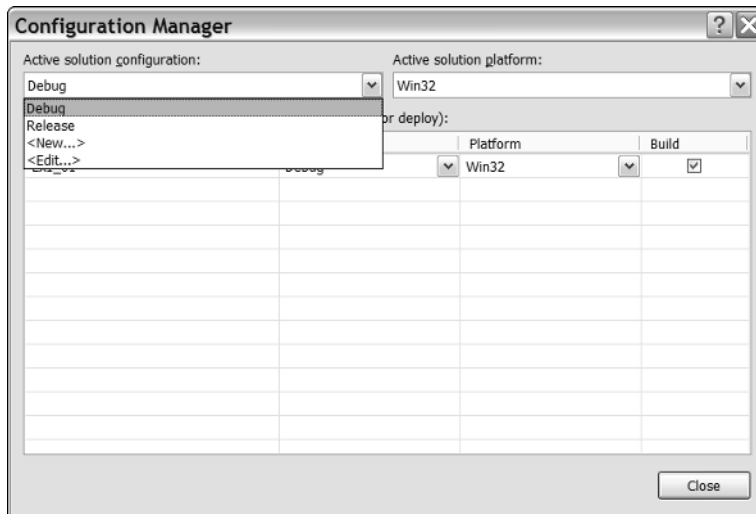 Configuration Manager
Active solution configuration:
Active solution platform:
Debug
Win32
Debug
Release
<New...>
<Edit...>
or deploy):
Platform
Build
Win32
Close